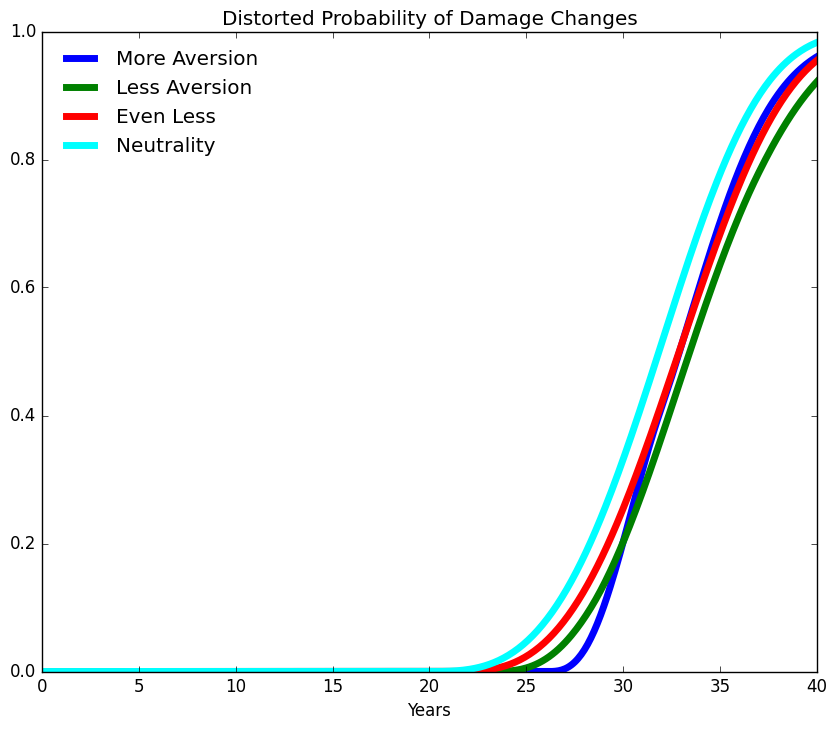 Distorted Probability of Damage Changes
1.0
0.8
0.6
0.4
0.2
0.0
More Aversion
Less Aversion
Even Less
Neutrality
0 5 10 15 20 25 30 35 40
Years